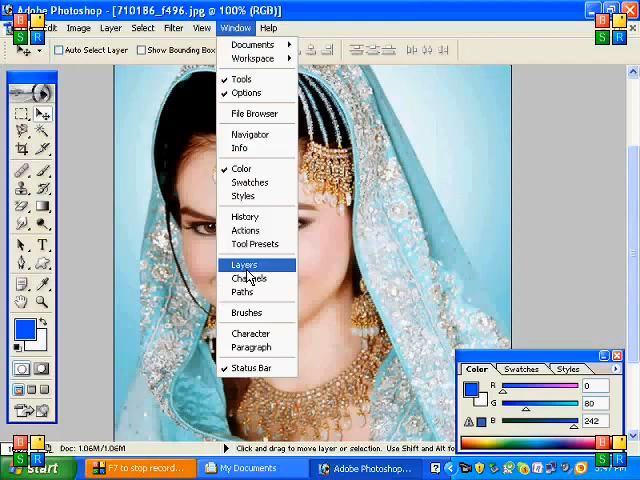 Adobe Photoshop - [710186_f496.jpg @ 100% (RGB)]
B
S R
Edit Image Layer Select Filter View Window Help
B
S R
Auto Select Layer Show Bounding Box
Documents
Workspace
Tools
Options
File Browser
Navigator
Info
Color
Swatches
Styles
History
Actions
Tool Presets
Layers
Channels
Paths
Brushes
Character
Paragraph
Status Bar
Color Swatches Styles
R 0
G 80
B 242
B
S R
Doc: 1.06M/1.06M
Click and drag to move layer or selection. Use Shift and Alt fo
B
S R
start
F7 to stop record...
My Documents
Adobe Photoshop...